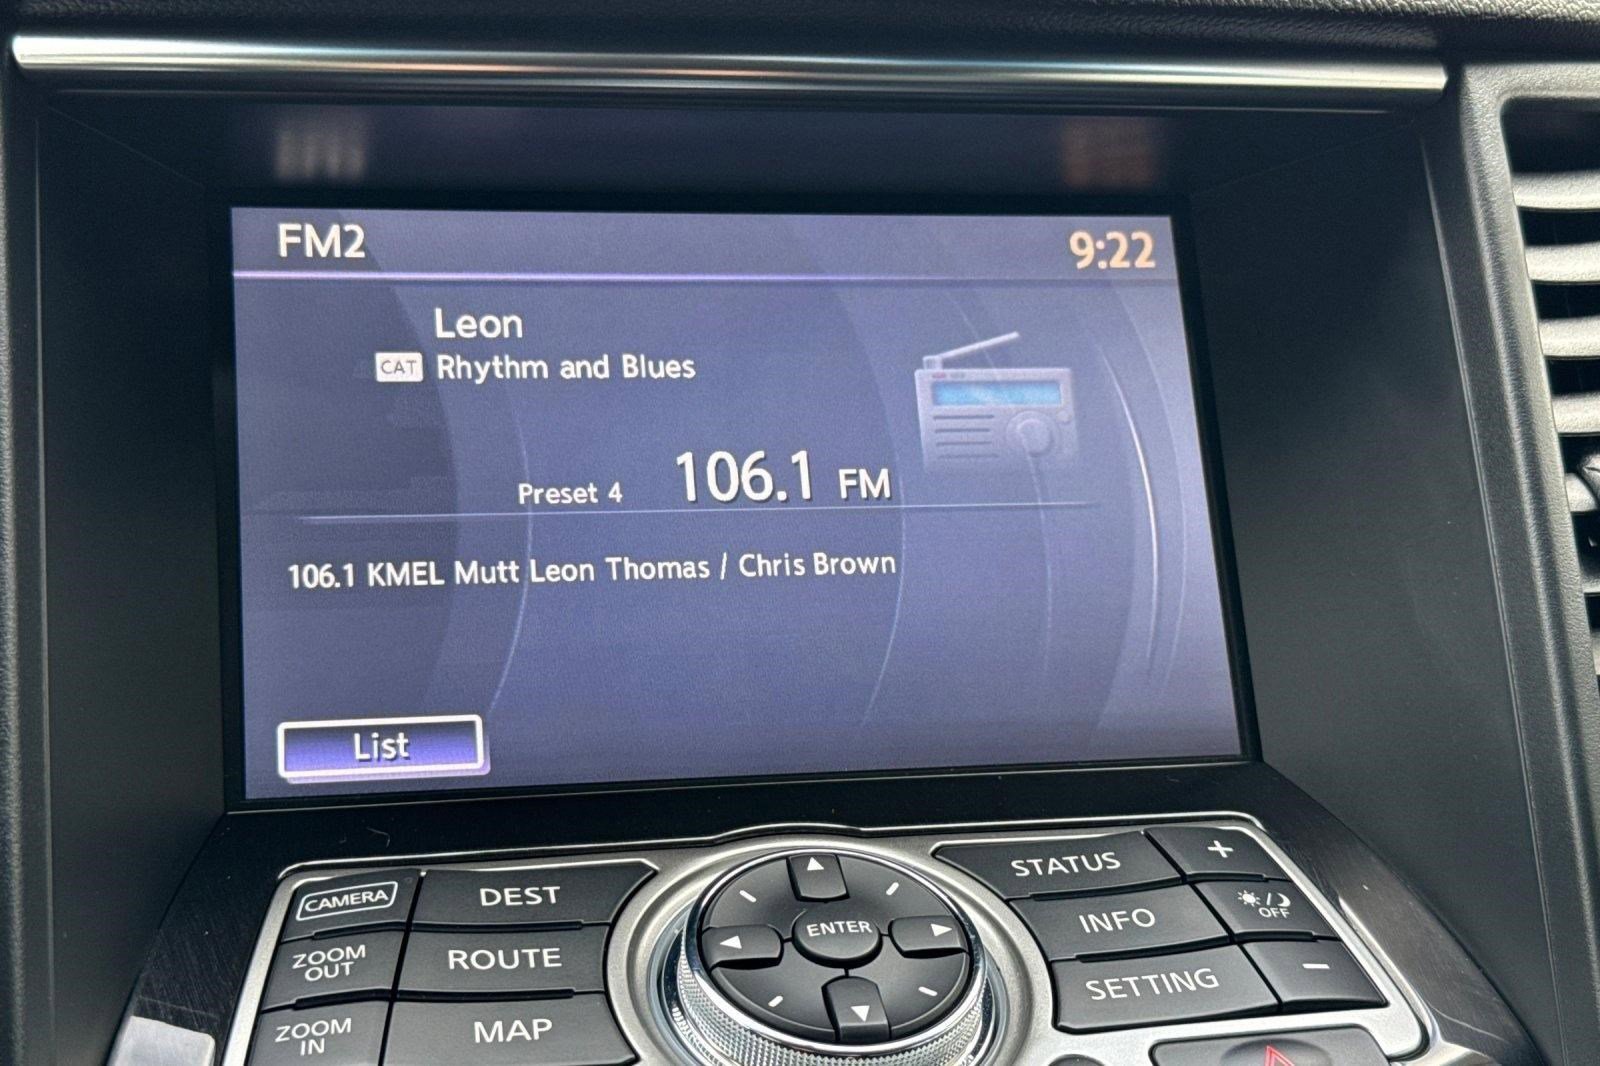 FM2 9:22
Leon
CAT Rhythm and Blues
Preset 4 106.1 FM
106.1 KMEL Mutt Leon Thomas / Chris Brown
List
CAMERA
DEST
ZOOM OUT
ROUTE
ZOOM IN
MAP
ENTER
STATUS
+
INFO
OFF
SETTING
-